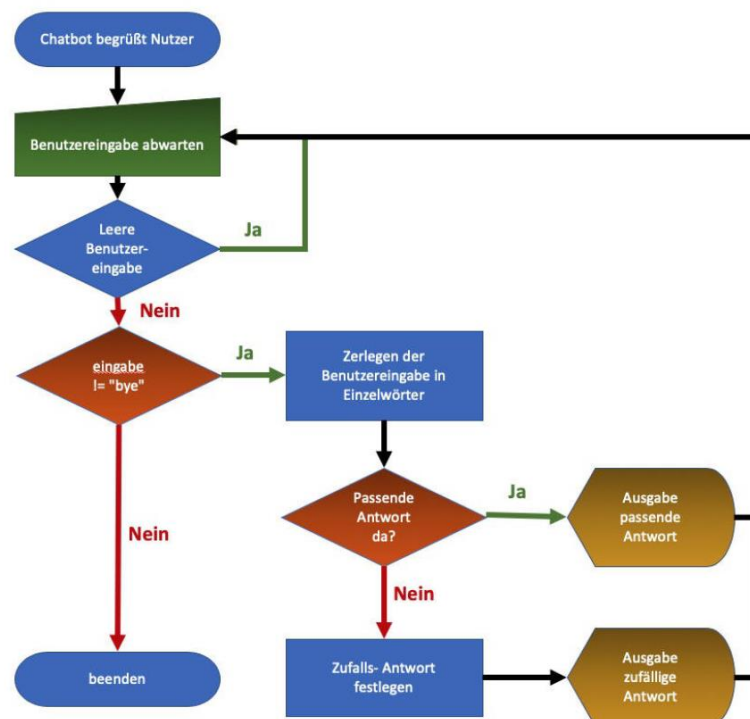 Chatbot begrüßt Nutzer
Benutzereingabe abwarten
Leere
Benutzer-
eingabe
Ja
Nein
eingabe
!= "bye"
Ja
Zerlegen der
Benutzereingabe in
Einzelwörter
Passende
Antwort
da?
Ja
Ausgabe
passende
Antwort
Nein
Nein
beenden
Zufalls- Antwort
festlegen
Ausgabe
zufällige
Antwort